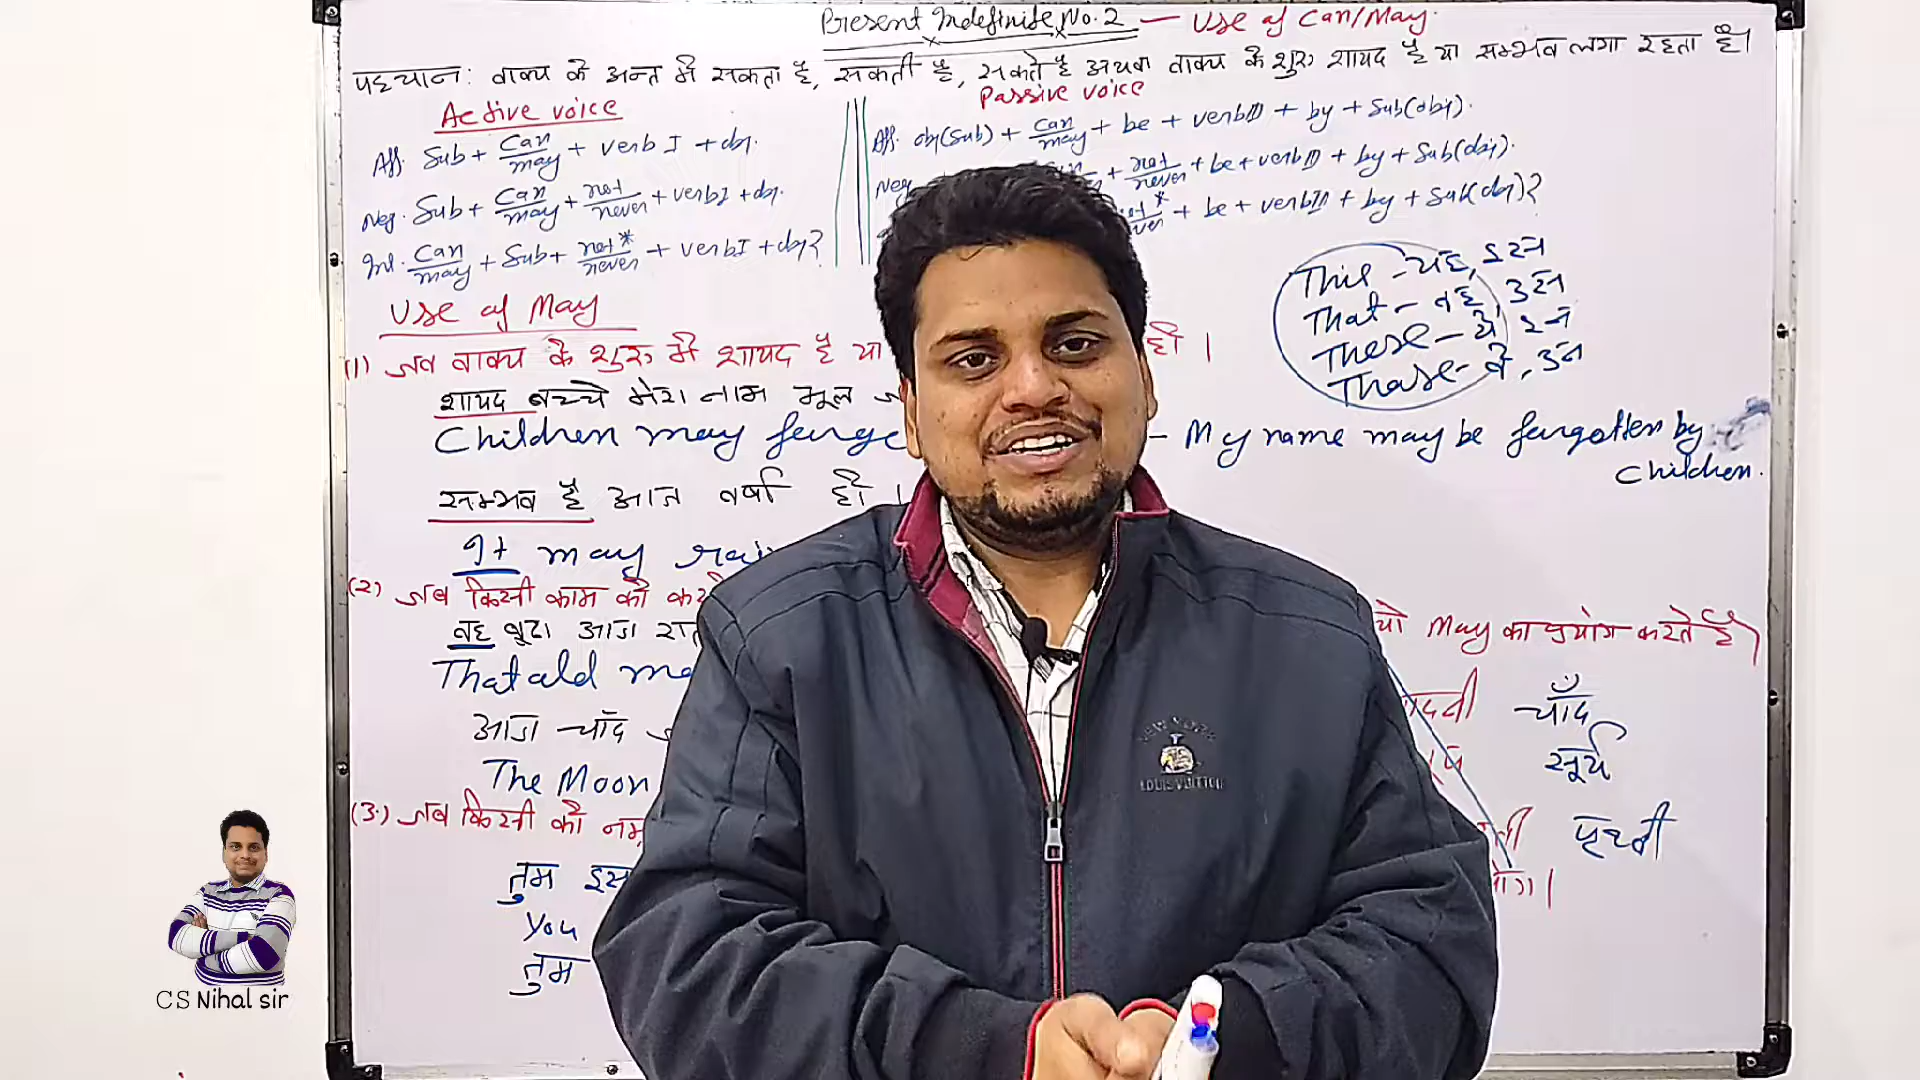 Present Indefinite No. 2 — Use of Can/May.
पहचान : वाक्य के अन्त में सकता है, सकती है, सकते है अथवा वाक्य के शुरू शायद है या सम्भव लगा रहता है।
Active voice
Aff. Sub + Can/may + verb I + obj.
Neg. Sub + Can/may + not/never + verb I + obj.
Int. Can/may + Sub + not*/never + verb I + obj?
Passive voice
Aff. obj(Sub) + can/may + be + verb III + by + Sub(obj).
Neg + not/never + be + verb III + by + Sub(obj).
+ be + verb III + by + Sub(obj)?
This - यह, इस
That - वह, उस
These - ये, इन
Those - वे, उन
Use of May
(1) जब वाक्य के शुरू में शायद है या हो।
शायद बच्चे मेरा नाम भूल
Children may - My name may be forgotten by Children.
सम्भव है आज वर्षा हो।
It may
(2) जब किसी काम को यो May का प्रयोग करते है
वह बूढ़ा आज
That old
आज चाँद चाँद
The Moon सूर्य
(3.) जब किसी को पृथ्वी
तुम
You
तुम
NEW YORK
LOUIS VUITTON
CS Nihal sir